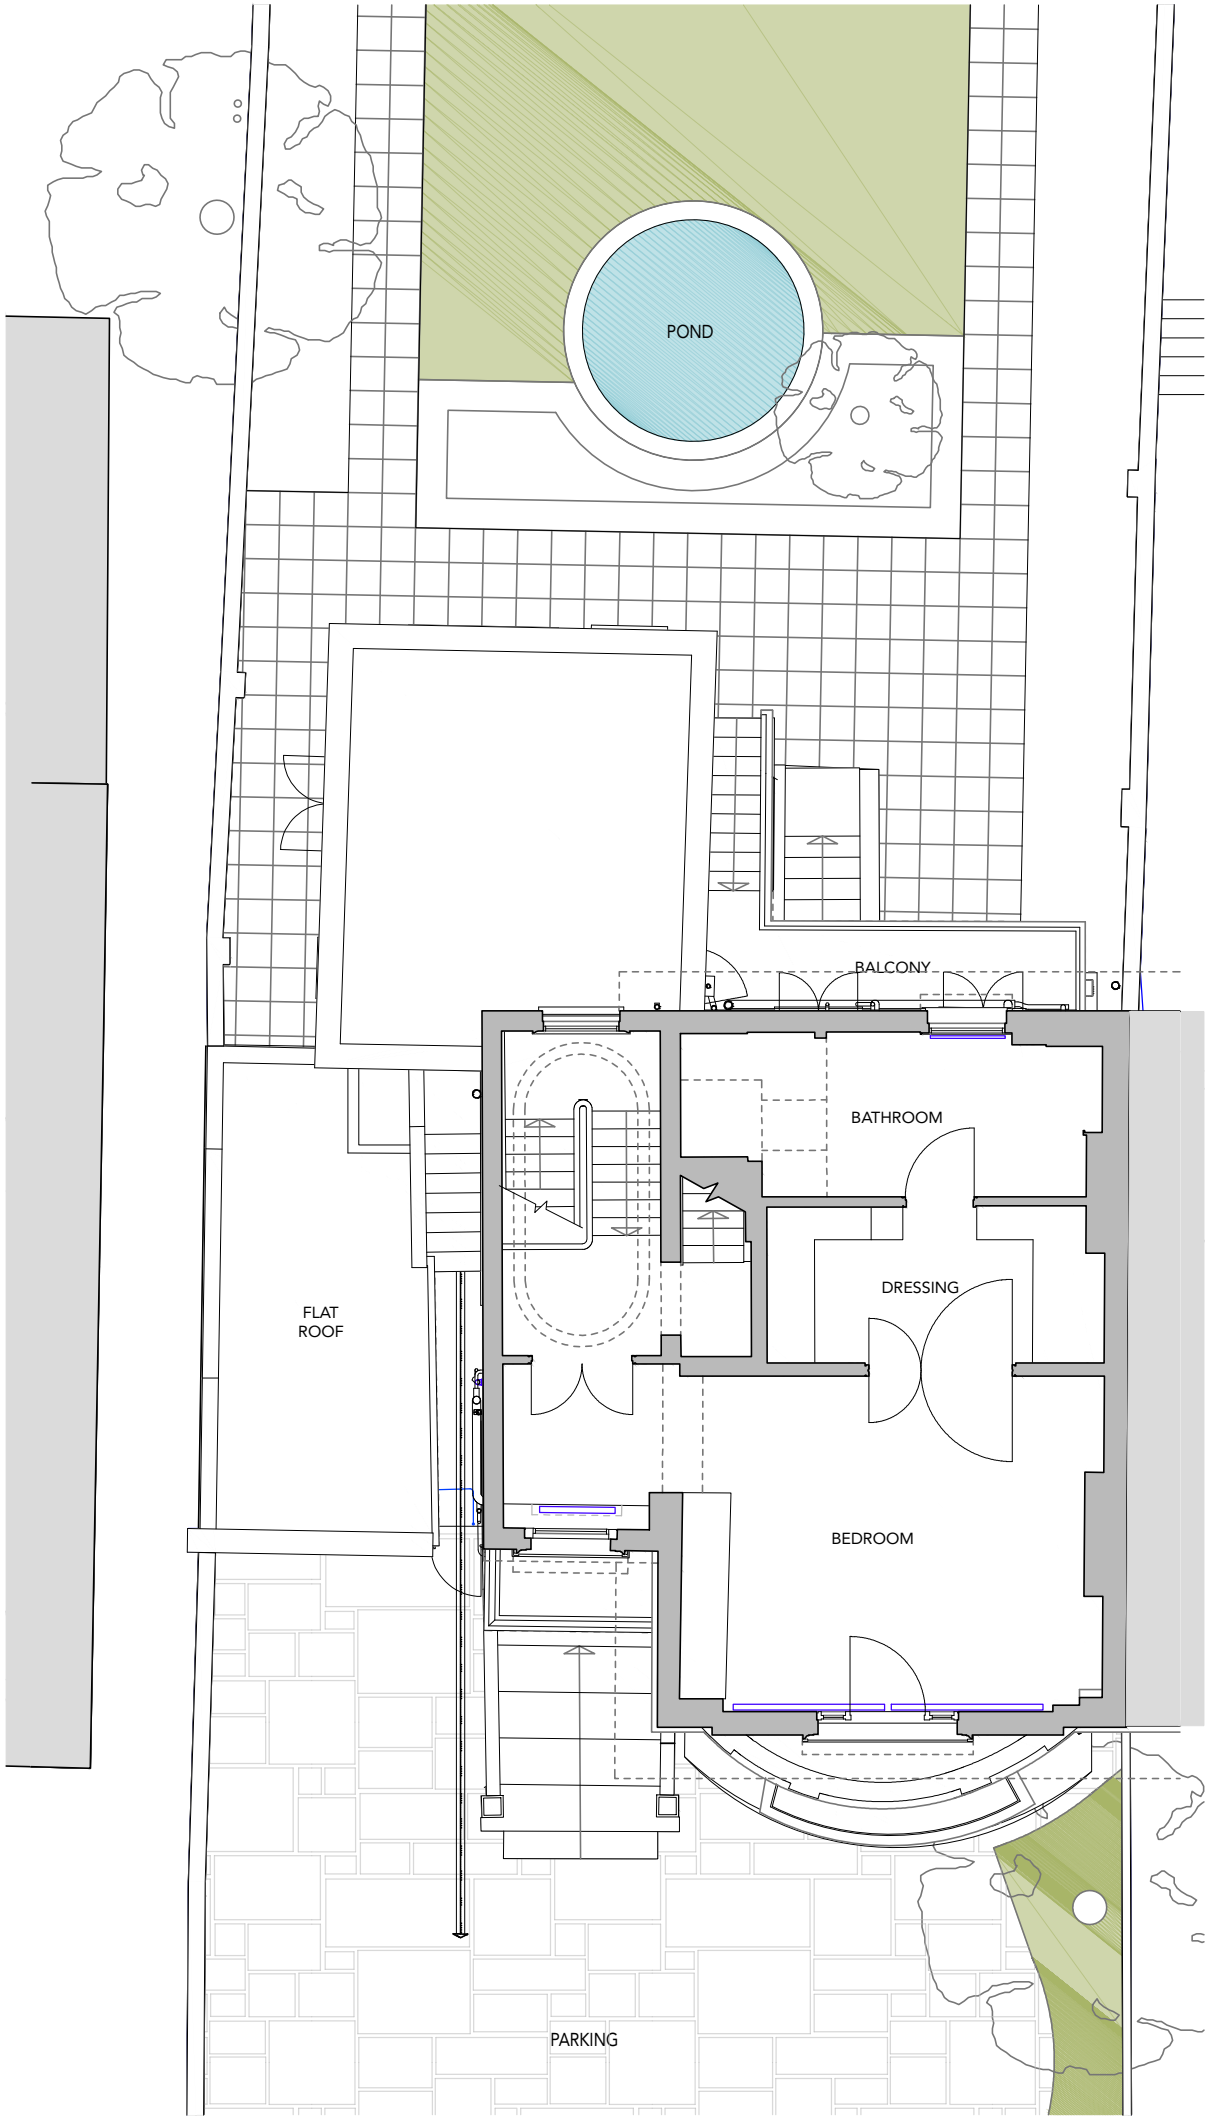 POND
BALCONY
BATHROOM
DRESSING
FLAT
ROOF
BEDROOM
PARKING